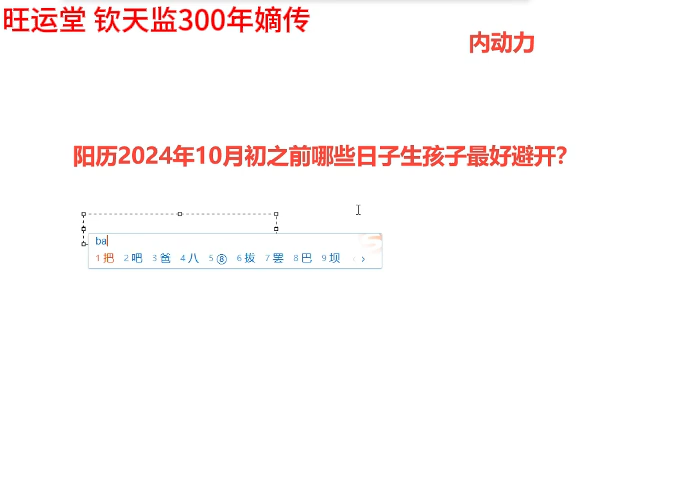 旺运堂 钦天监300年嫡传
内动力
阳历2024年10月初之前哪些日子生孩子最好避开？
ba
1 把 2 吧 3 爸 4 八 5 ⑧ 6 拔 7 罢 8 巴 9 坝